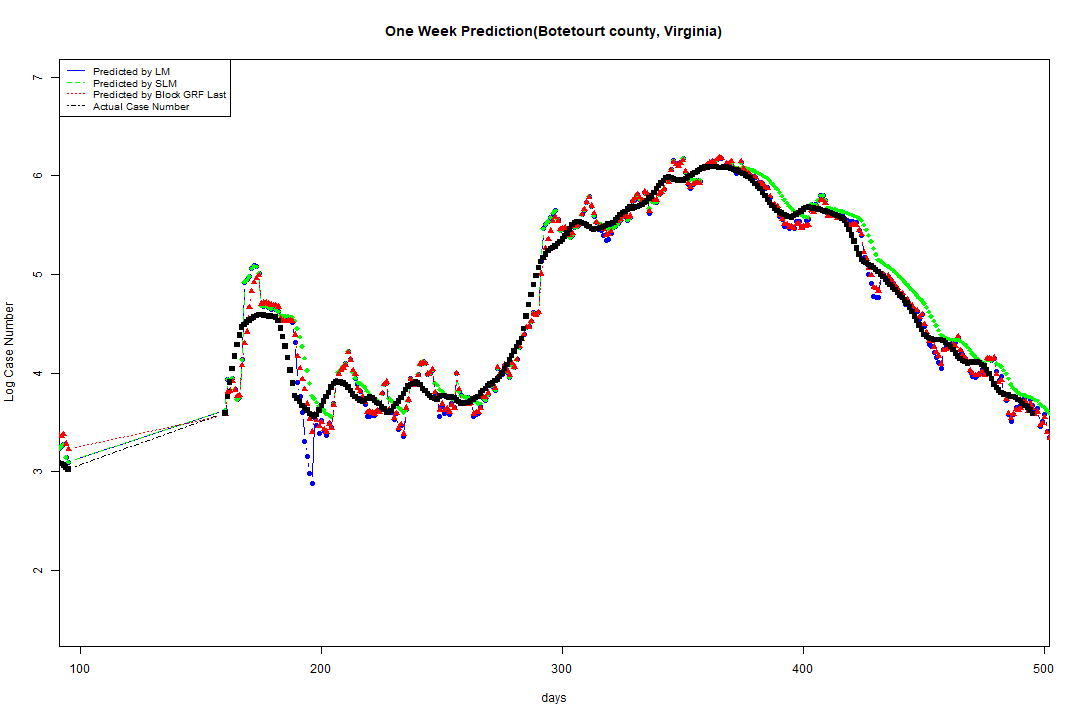 One Week Prediction(Botetourt county, Virginia)
Predicted by LM
Predicted by SLM
Predicted by Block GRF Last
Actual Case Number
Log Case Number
7
6
5
4
3
2
100 200 300 400 500
days